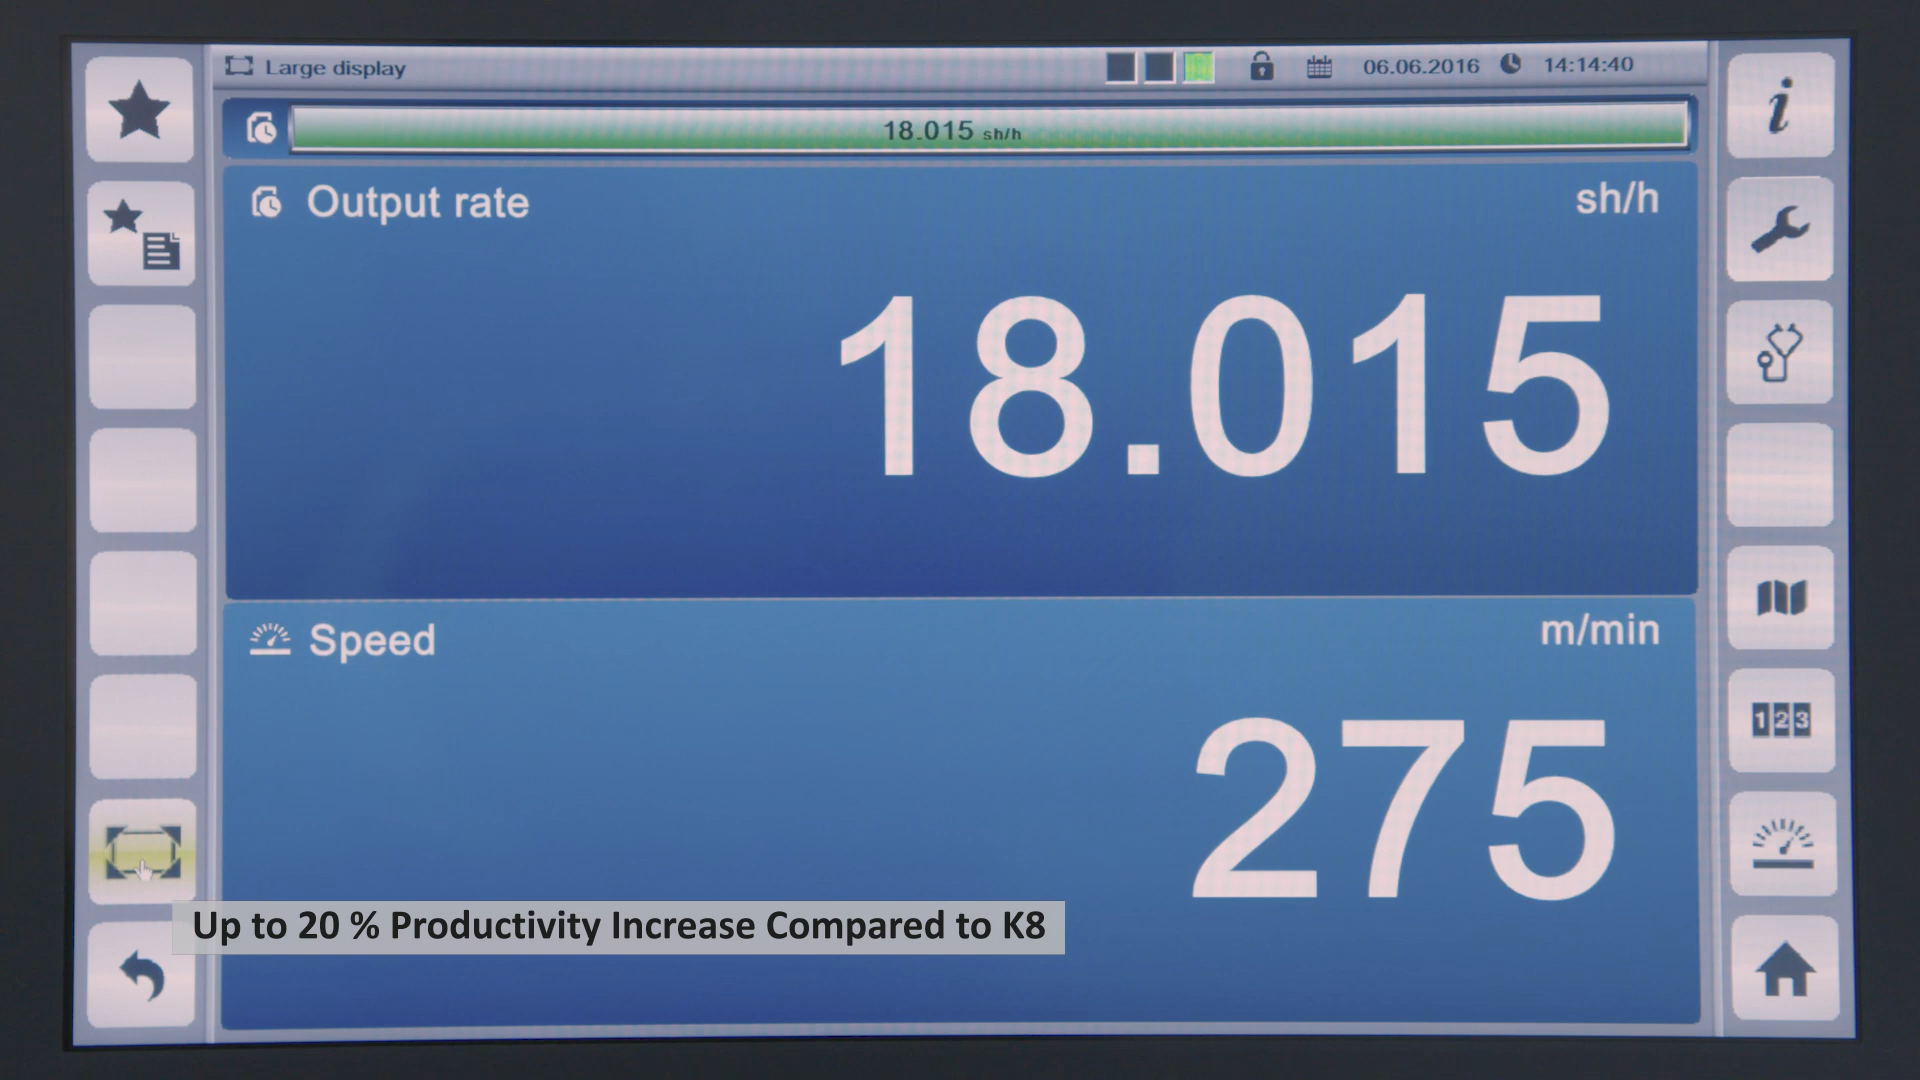 Large display
06.06.2016
14:14:40
18.015 sh/h
Output rate
sh/h
18.015
Speed
m/min
275
123
i
Up to 20 % Productivity Increase Compared to K8